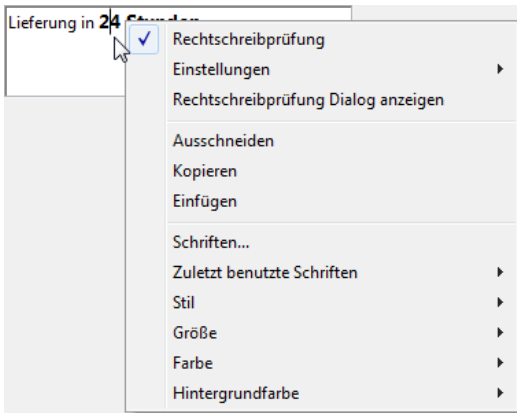 Lieferung in 24 Stunden
Rechtschreibprüfung
Einstellungen
Rechtschreibprüfung Dialog anzeigen
Ausschneiden
Kopieren
Einfügen
Schriften...
Zuletzt benutzte Schriften
Stil
Größe
Farbe
Hintergrundfarbe